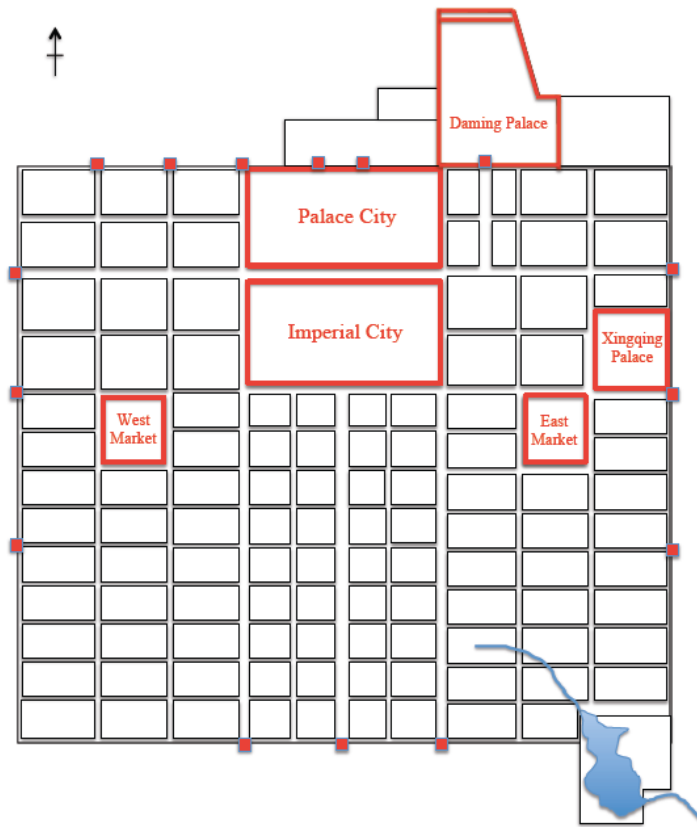 Daming Palace
Palace City
Imperial City
Xingqing
Palace
West
Market
East
Market